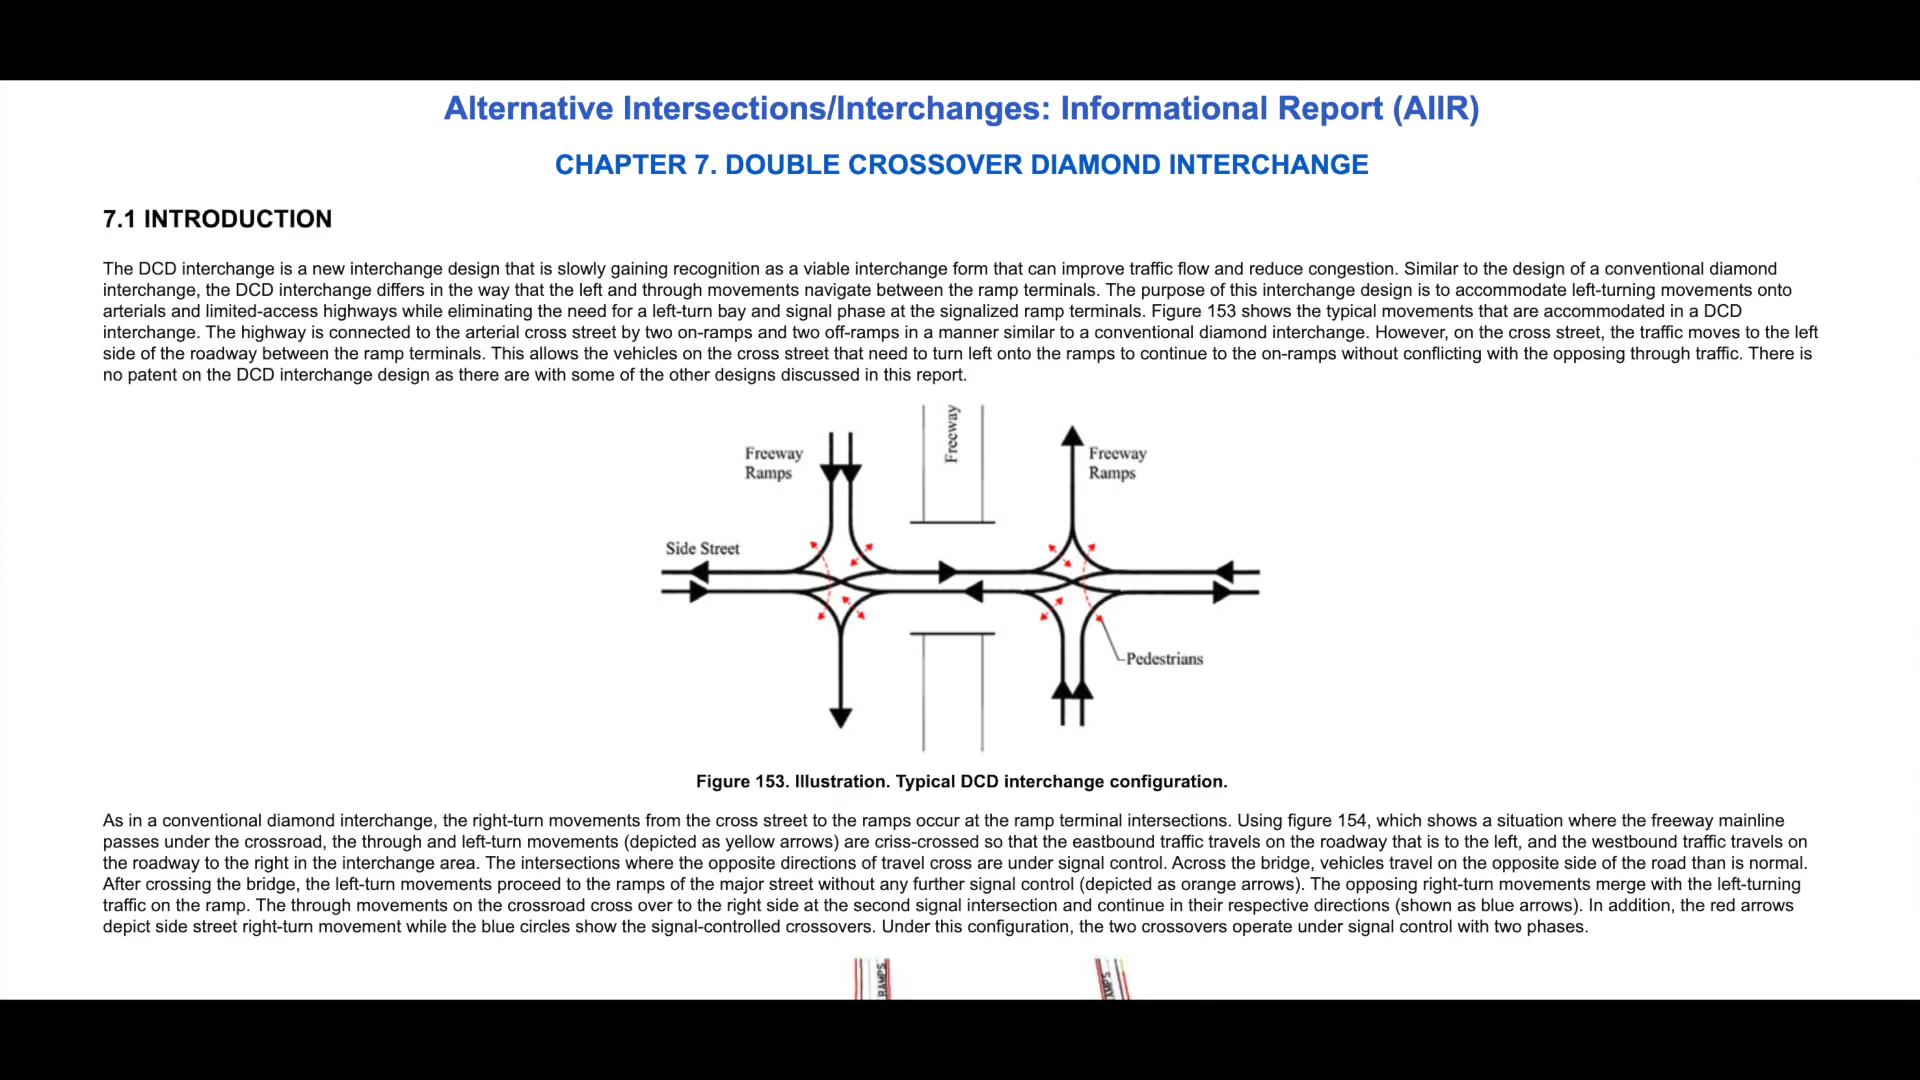 Alternative Intersections/Interchanges: Informational Report (AIIR)
CHAPTER 7. DOUBLE CROSSOVER DIAMOND INTERCHANGE
7.1 INTRODUCTION
The DCD interchange is a new interchange design that is slowly gaining recognition as a viable interchange form that can improve traffic flow and reduce congestion. Similar to the design of a conventional diamond
interchange, the DCD interchange differs in the way that the left and through movements navigate between the ramp terminals. The purpose of this interchange design is to accommodate left-turning movements onto
arterials and limited-access highways while eliminating the need for a left-turn bay and signal phase at the signalized ramp terminals. Figure 153 shows the typical movements that are accommodated in a DCD
interchange. The highway is connected to the arterial cross street by two on-ramps and two off-ramps in a manner similar to a conventional diamond interchange. However, on the cross street, the traffic moves to the left
side of the roadway between the ramp terminals. This allows the vehicles on the cross street that need to turn left onto the ramps to continue to the on-ramps without conflicting with the opposing through traffic. There is
no patent on the DCD interchange design as there are with some of the other designs discussed in this report.
Freeway
Freeway
Ramps
Freeway
Ramps
Side Street
Pedestrians
Figure 153. Illustration. Typical DCD interchange configuration.
As in a conventional diamond interchange, the right-turn movements from the cross street to the ramps occur at the ramp terminal intersections. Using figure 154, which shows a situation where the freeway mainline
passes under the crossroad, the through and left-turn movements (depicted as yellow arrows) are criss-crossed so that the eastbound traffic travels on the roadway that is to the left, and the westbound traffic travels on
the roadway to the right in the interchange area. The intersections where the opposite directions of travel cross are under signal control. Across the bridge, vehicles travel on the opposite side of the road than is normal.
After crossing the bridge, the left-turn movements proceed to the ramps of the major street without any further signal control (depicted as orange arrows). The opposing right-turn movements merge with the left-turning
traffic on the ramp. The through movements on the crossroad cross over to the right side at the second signal intersection and continue in their respective directions (shown as blue arrows). In addition, the red arrows
depict side street right-turn movement while the blue circles show the signal-controlled crossovers. Under this configuration, the two crossovers operate under signal control with two phases.
RAMPS